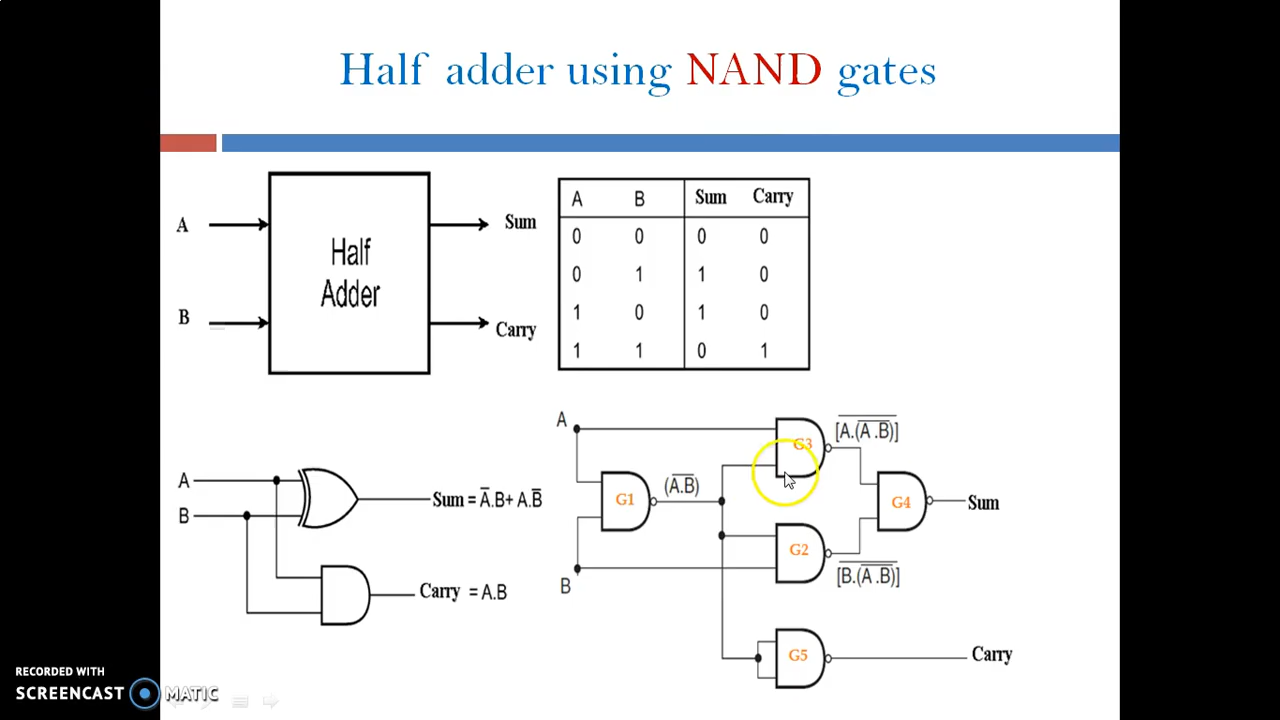 Half adder using NAND gates
A
B
Half
Adder
Sum
Carry
A B Sum Carry
0 0 0 0
0 1 1 0
1 0 1 0
1 1 0 1
A
B
Sum = A̅.B+ A.B̅
Carry = A.B
A
B
G1
(A̅.̅B̅)
G3
[̅A̅.̅(̅A̅ ̅.̅B̅)̅]̅
G2
[̅B̅.̅(̅A̅ ̅.̅B̅)̅]̅
G4
Sum
G5
Carry
RECORDED WITH
SCREENCAST MATIC